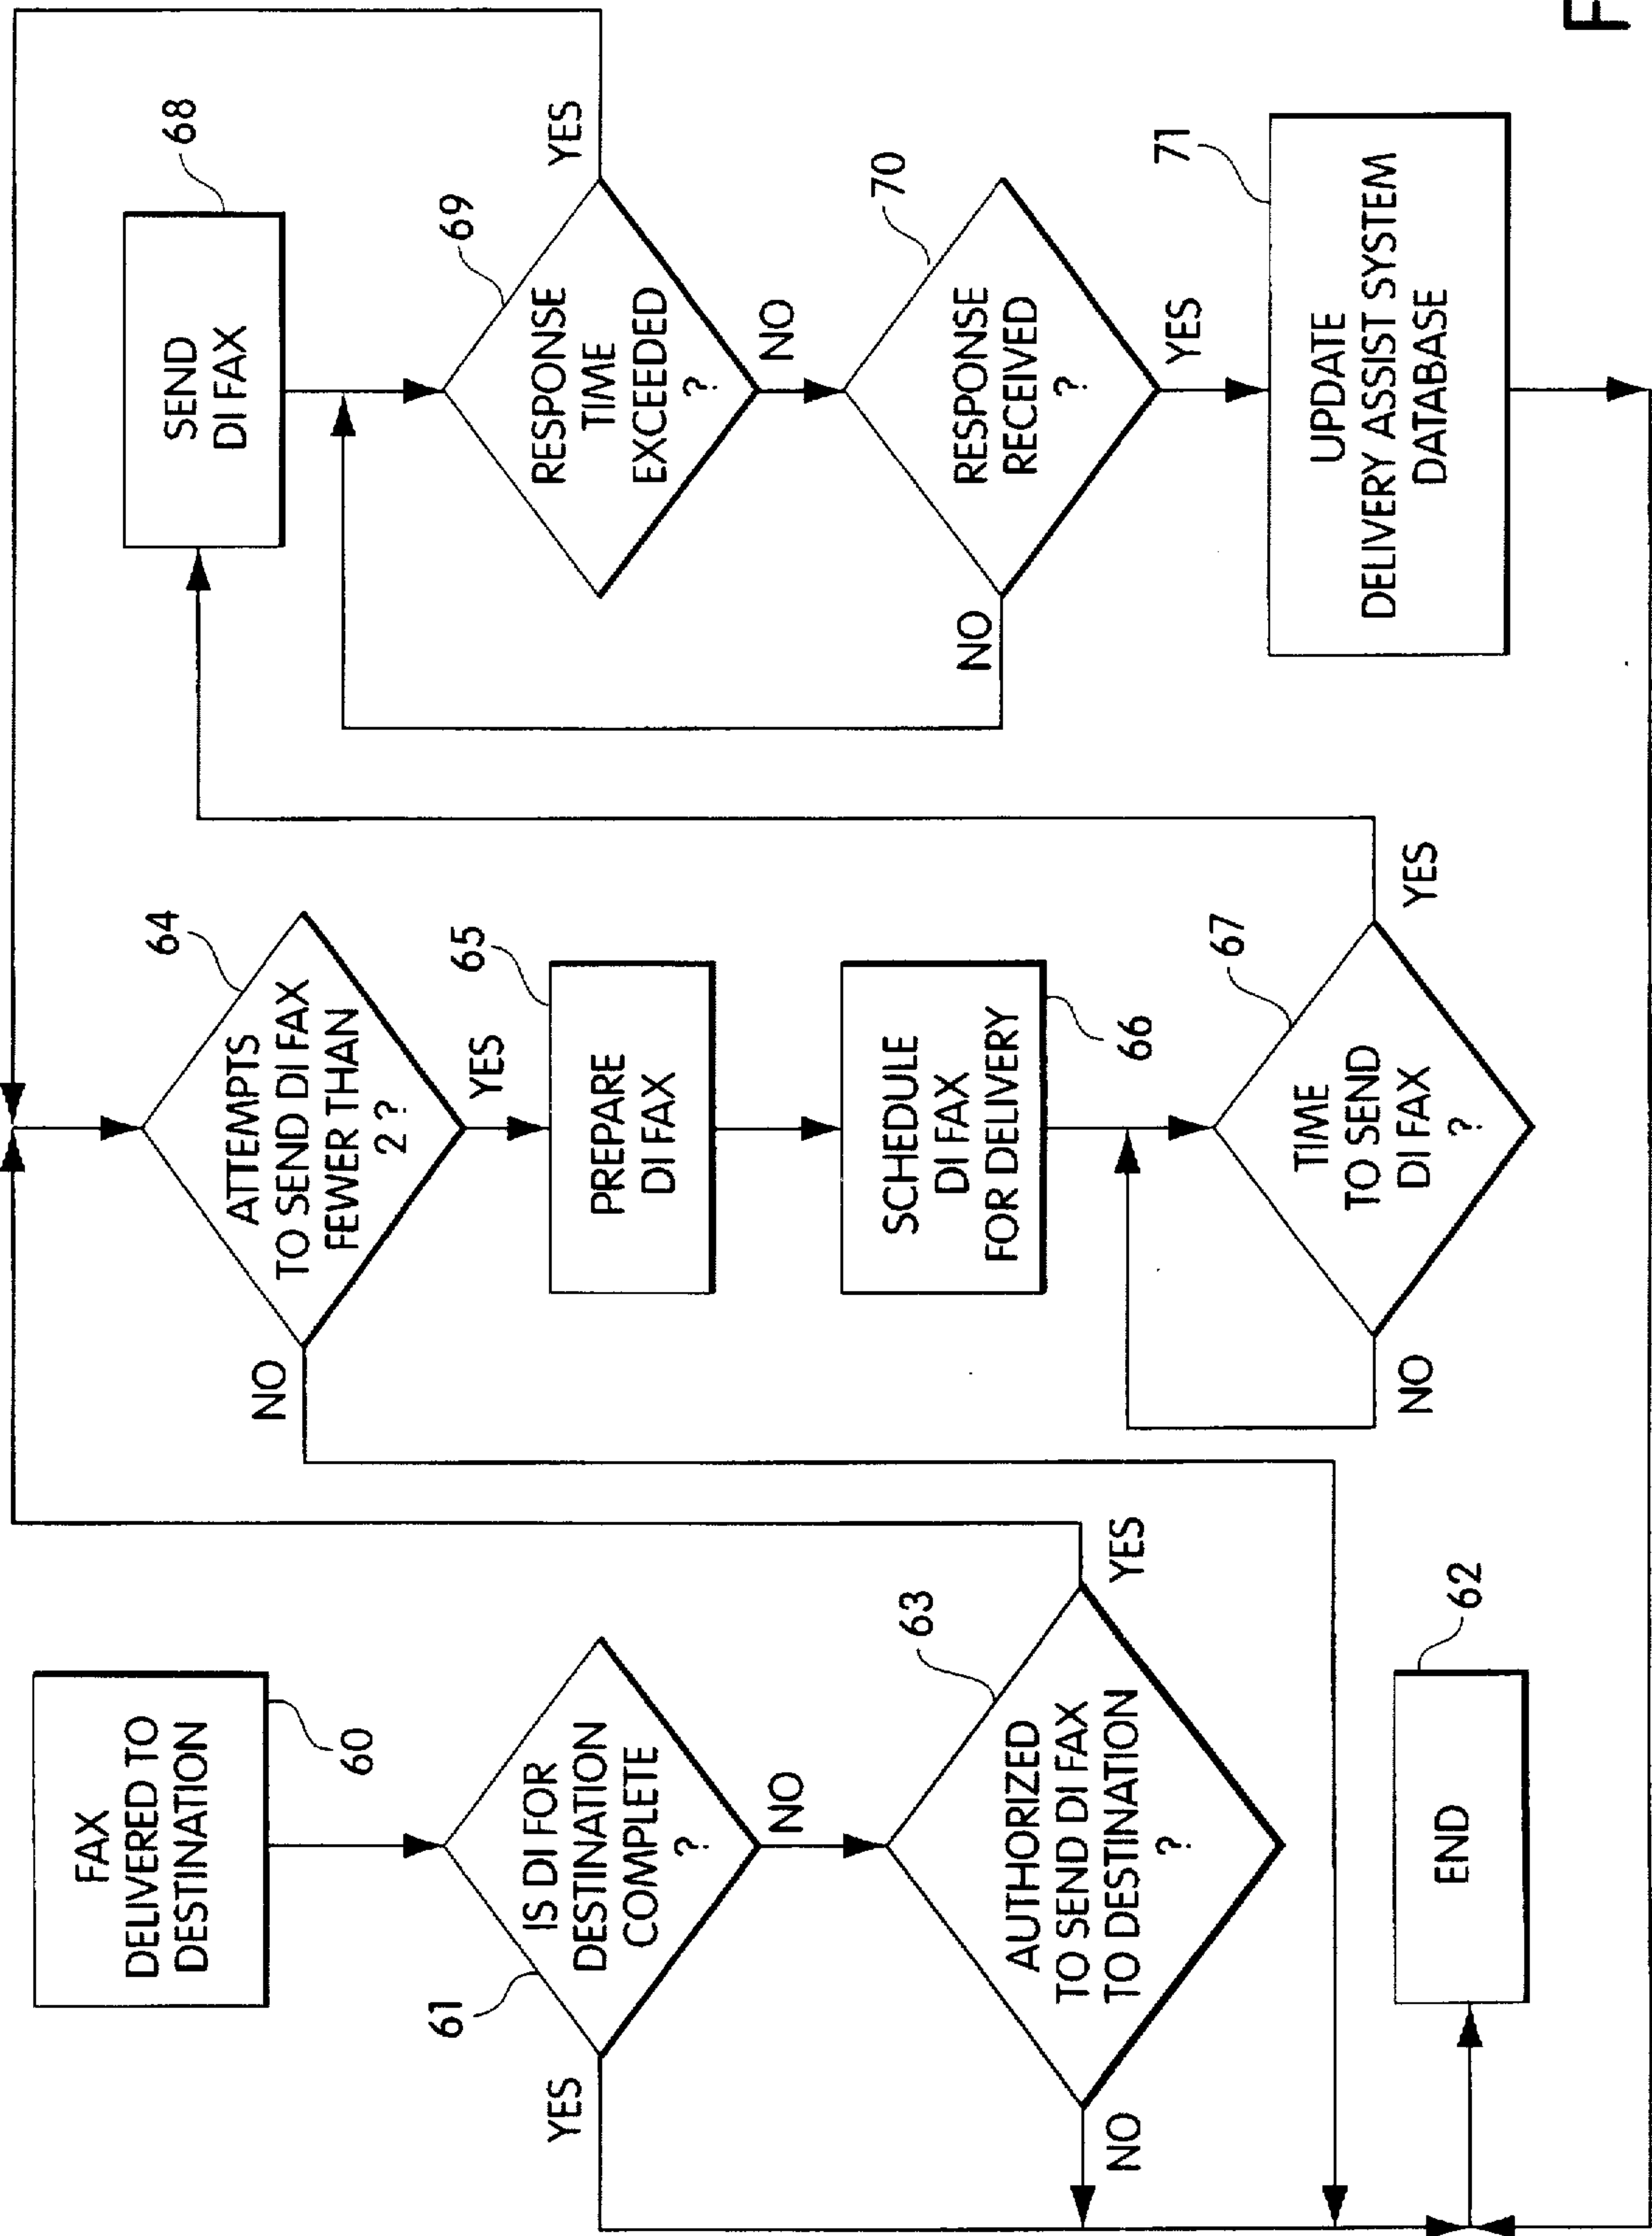 FAX
DELIVERED TO
DESTINATION
60
IS DI FOR
DESTINATION
COMPLETE
?
61
YES
NO
AUTHORIZED
TO SEND DI FAX
TO DESTINATION
?
63
NO
YES
END
62
ATTEMPTS
TO SEND DI FAX
FEWER THAN
2 ?
64
NO
YES
PREPARE
DI FAX
65
SCHEDULE
DI FAX
FOR DELIVERY
66
TIME
TO SEND
DI FAX
?
67
NO
YES
SEND
DI FAX
68
RESPONSE
TIME
EXCEEDED
?
69
YES
NO
RESPONSE
RECEIVED
?
70
NO
YES
UPDATE
DELIVERY ASSIST SYSTEM
DATABASE
71